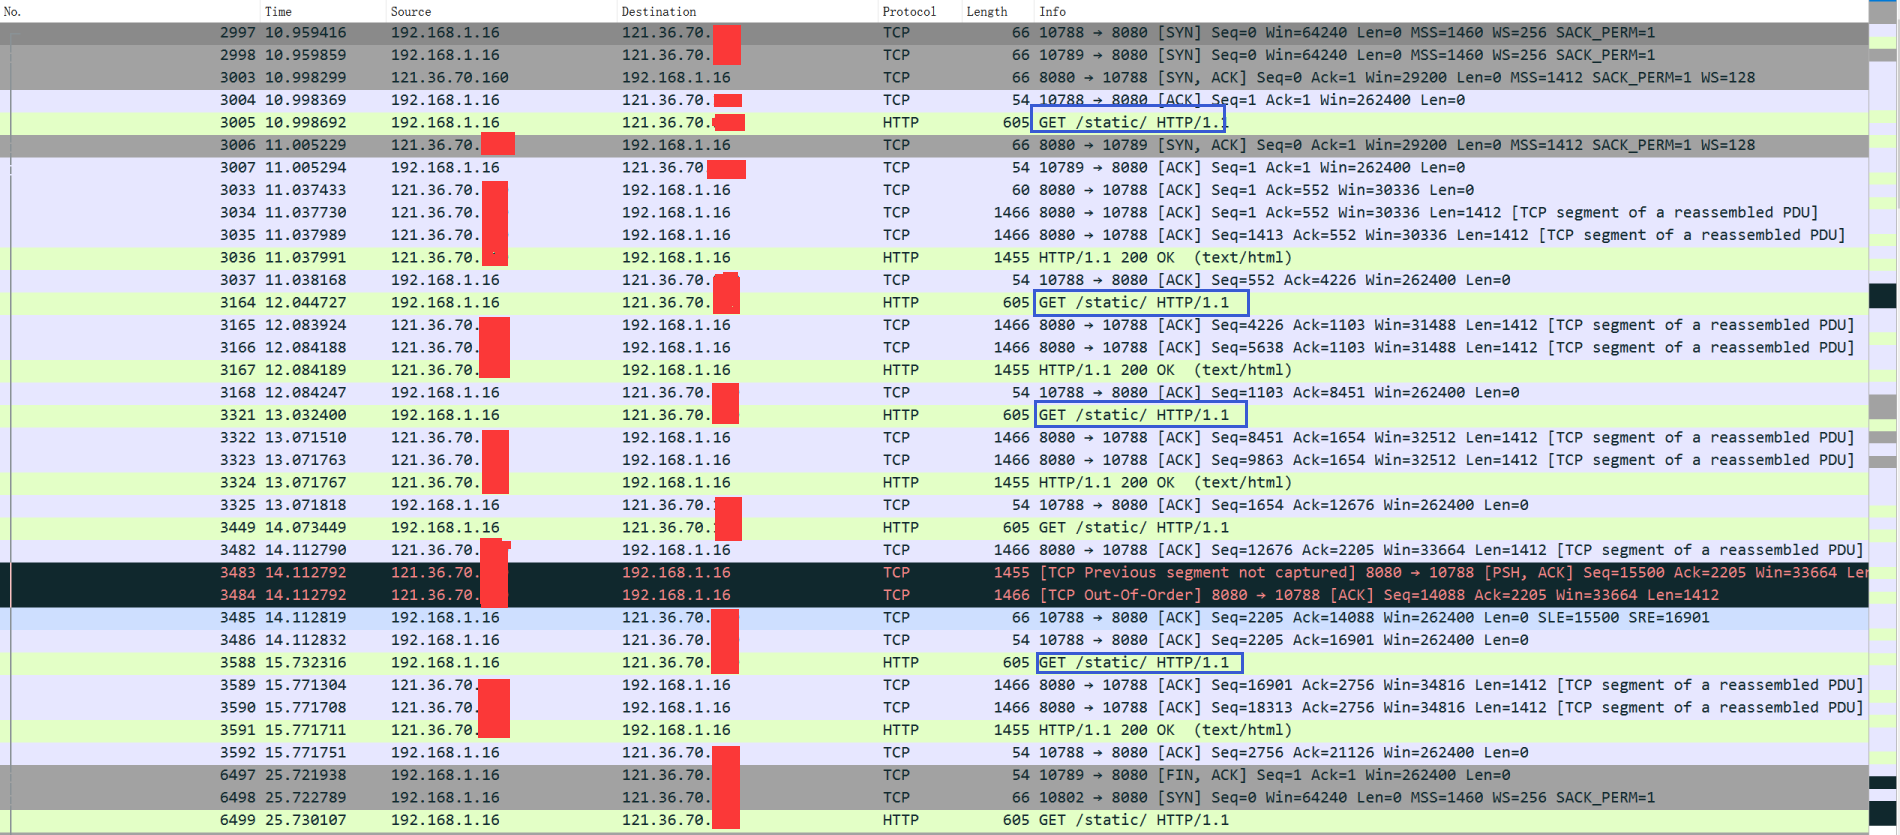 No. Time Source Destination Protocol Length Info
2997 10.959416 192.168.1.16 121.36.70. TCP 66 10788 → 8080 [SYN] Seq=0 Win=64240 Len=0 MSS=1460 WS=256 SACK_PERM=1
2998 10.959859 192.168.1.16 121.36.70. TCP 66 10789 → 8080 [SYN] Seq=0 Win=64240 Len=0 MSS=1460 WS=256 SACK_PERM=1
3003 10.998299 121.36.70.160 192.168.1.16 TCP 66 8080 → 10788 [SYN, ACK] Seq=0 Ack=1 Win=29200 Len=0 MSS=1412 SACK_PERM=1 WS=128
3004 10.998369 192.168.1.16 121.36.70. TCP 54 10788 → 8080 [ACK] Seq=1 Ack=1 Win=262400 Len=0
3005 10.998692 192.168.1.16 121.36.70. HTTP 605 GET /static/ HTTP/1.1
3006 11.005229 121.36.70. 192.168.1.16 TCP 66 8080 → 10789 [SYN, ACK] Seq=0 Ack=1 Win=29200 Len=0 MSS=1412 SACK_PERM=1 WS=128
3007 11.005294 192.168.1.16 121.36.70 TCP 54 10789 → 8080 [ACK] Seq=1 Ack=1 Win=262400 Len=0
3033 11.037433 121.36.70. 192.168.1.16 TCP 60 8080 → 10788 [ACK] Seq=1 Ack=552 Win=30336 Len=0
3034 11.037730 121.36.70. 192.168.1.16 TCP 1466 8080 → 10788 [ACK] Seq=1 Ack=552 Win=30336 Len=1412 [TCP segment of a reassembled PDU]
3035 11.037989 121.36.70. 192.168.1.16 TCP 1466 8080 → 10788 [ACK] Seq=1413 Ack=552 Win=30336 Len=1412 [TCP segment of a reassembled PDU]
3036 11.037991 121.36.70. 192.168.1.16 HTTP 1455 HTTP/1.1 200 OK (text/html)
3037 11.038168 192.168.1.16 121.36.70. TCP 54 10788 → 8080 [ACK] Seq=552 Ack=4226 Win=262400 Len=0
3164 12.044727 192.168.1.16 121.36.70. HTTP 605 GET /static/ HTTP/1.1
3165 12.083924 121.36.70. 192.168.1.16 TCP 1466 8080 → 10788 [ACK] Seq=4226 Ack=1103 Win=31488 Len=1412 [TCP segment of a reassembled PDU]
3166 12.084188 121.36.70. 192.168.1.16 TCP 1466 8080 → 10788 [ACK] Seq=5638 Ack=1103 Win=31488 Len=1412 [TCP segment of a reassembled PDU]
3167 12.084189 121.36.70. 192.168.1.16 HTTP 1455 HTTP/1.1 200 OK (text/html)
3168 12.084247 192.168.1.16 121.36.70. TCP 54 10788 → 8080 [ACK] Seq=1103 Ack=8451 Win=262400 Len=0
3321 13.032400 192.168.1.16 121.36.70. HTTP 605 GET /static/ HTTP/1.1
3322 13.071510 121.36.70. 192.168.1.16 TCP 1466 8080 → 10788 [ACK] Seq=8451 Ack=1654 Win=32512 Len=1412 [TCP segment of a reassembled PDU]
3323 13.071763 121.36.70. 192.168.1.16 TCP 1466 8080 → 10788 [ACK] Seq=9863 Ack=1654 Win=32512 Len=1412 [TCP segment of a reassembled PDU]
3324 13.071767 121.36.70. 192.168.1.16 HTTP 1455 HTTP/1.1 200 OK (text/html)
3325 13.071818 192.168.1.16 121.36.70. TCP 54 10788 → 8080 [ACK] Seq=1654 Ack=12676 Win=262400 Len=0
3449 14.073449 192.168.1.16 121.36.70. HTTP 605 GET /static/ HTTP/1.1
3482 14.112790 121.36.70. 192.168.1.16 TCP 1466 8080 → 10788 [ACK] Seq=12676 Ack=2205 Win=33664 Len=1412 [TCP segment of a reassembled PDU]
3483 14.112792 121.36.70. 192.168.1.16 TCP 1455 [TCP Previous segment not captured] 8080 → 10788 [PSH, ACK] Seq=15500 Ack=2205 Win=33664 Le
3484 14.112792 121.36.70. 192.168.1.16 TCP 1466 [TCP Out-Of-Order] 8080 → 10788 [ACK] Seq=14088 Ack=2205 Win=33664 Len=1412
3485 14.112819 192.168.1.16 121.36.70. TCP 66 10788 → 8080 [ACK] Seq=2205 Ack=14088 Win=262400 Len=0 SLE=15500 SRE=16901
3486 14.112832 192.168.1.16 121.36.70. TCP 54 10788 → 8080 [ACK] Seq=2205 Ack=16901 Win=262400 Len=0
3588 15.732316 192.168.1.16 121.36.70. HTTP 605 GET /static/ HTTP/1.1
3589 15.771304 121.36.70. 192.168.1.16 TCP 1466 8080 → 10788 [ACK] Seq=16901 Ack=2756 Win=34816 Len=1412 [TCP segment of a reassembled PDU]
3590 15.771708 121.36.70. 192.168.1.16 TCP 1466 8080 → 10788 [ACK] Seq=18313 Ack=2756 Win=34816 Len=1412 [TCP segment of a reassembled PDU]
3591 15.771711 121.36.70. 192.168.1.16 HTTP 1455 HTTP/1.1 200 OK (text/html)
3592 15.771751 192.168.1.16 121.36.70. TCP 54 10788 → 8080 [ACK] Seq=2756 Ack=21126 Win=262400 Len=0
6497 25.721938 192.168.1.16 121.36.70. TCP 54 10789 → 8080 [FIN, ACK] Seq=1 Ack=1 Win=262400 Len=0
6498 25.722789 192.168.1.16 121.36.70. TCP 66 10802 → 8080 [SYN] Seq=0 Win=64240 Len=0 MSS=1460 WS=256 SACK_PERM=1
6499 25.730107 192.168.1.16 121.36.70. HTTP 605 GET /static/ HTTP/1.1